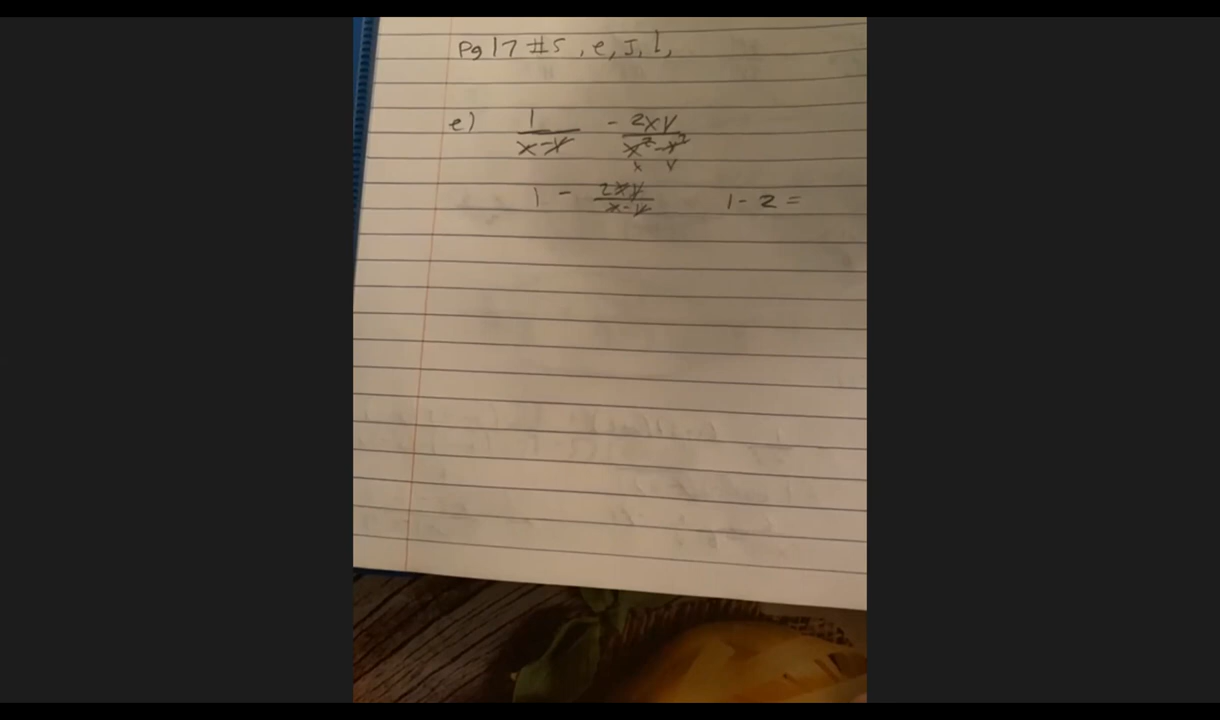 Pg 17 #5, e, J, l,
e) 1/(x-y) - 2xy/(x²-y²)
x y
1 - 2xy/(x-y) 1-2=